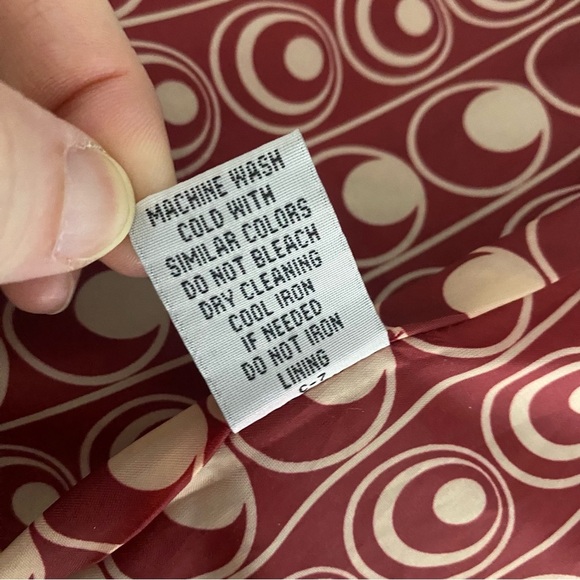 MACHINE WASH
COLD WITH
SIMILAR COLORS
DO NOT BLEACH
DRY CLEANING
COOL IRON
IF NEEDED
DO NOT IRON
LINING